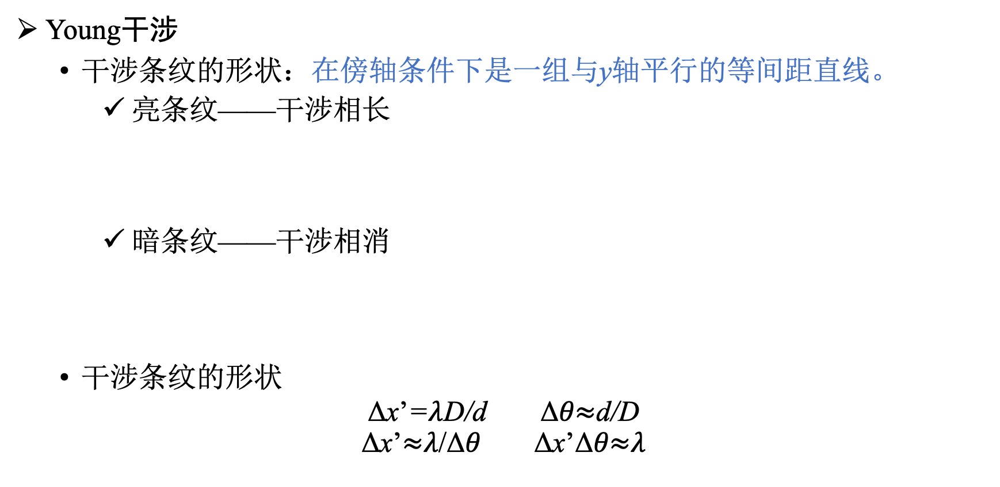 ➢ Young干涉
• 干涉条纹的形状：在傍轴条件下是一组与y轴平行的等间距直线。
✓ 亮条纹——干涉相长
✓ 暗条纹——干涉相消
• 干涉条纹的形状
Δx’=λD/d Δθ≈d/D
Δx’≈λ/Δθ Δx’Δθ≈λ